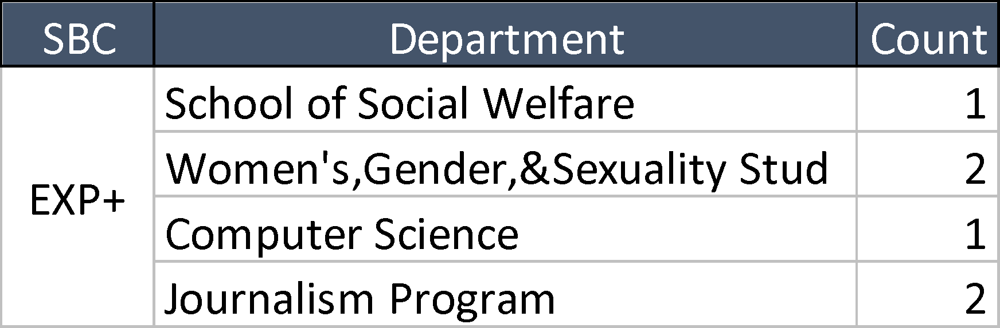 SBC Department Count
School of Social Welfare 1
Women's,Gender,&Sexuality Stud 2
EXP+
Computer Science 1
Journalism Program 2